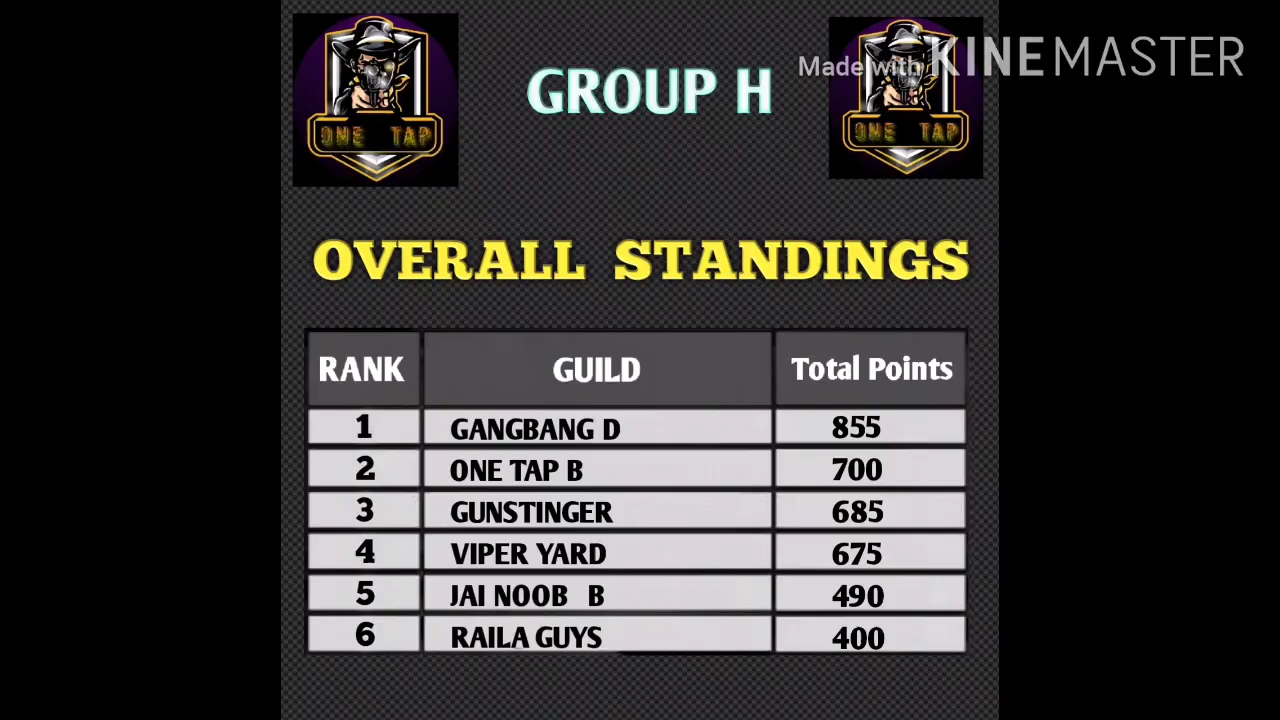 ONE TAP
GROUP H
Made with KINEMASTER
ONE TAP
OVERALL STANDINGS
RANK GUILD Total Points
1 GANGBANG D 855
2 ONE TAP B 700
3 GUNSTINGER 685
4 VIPER YARD 675
5 JAI NOOB B 490
6 RAILA GUYS 400